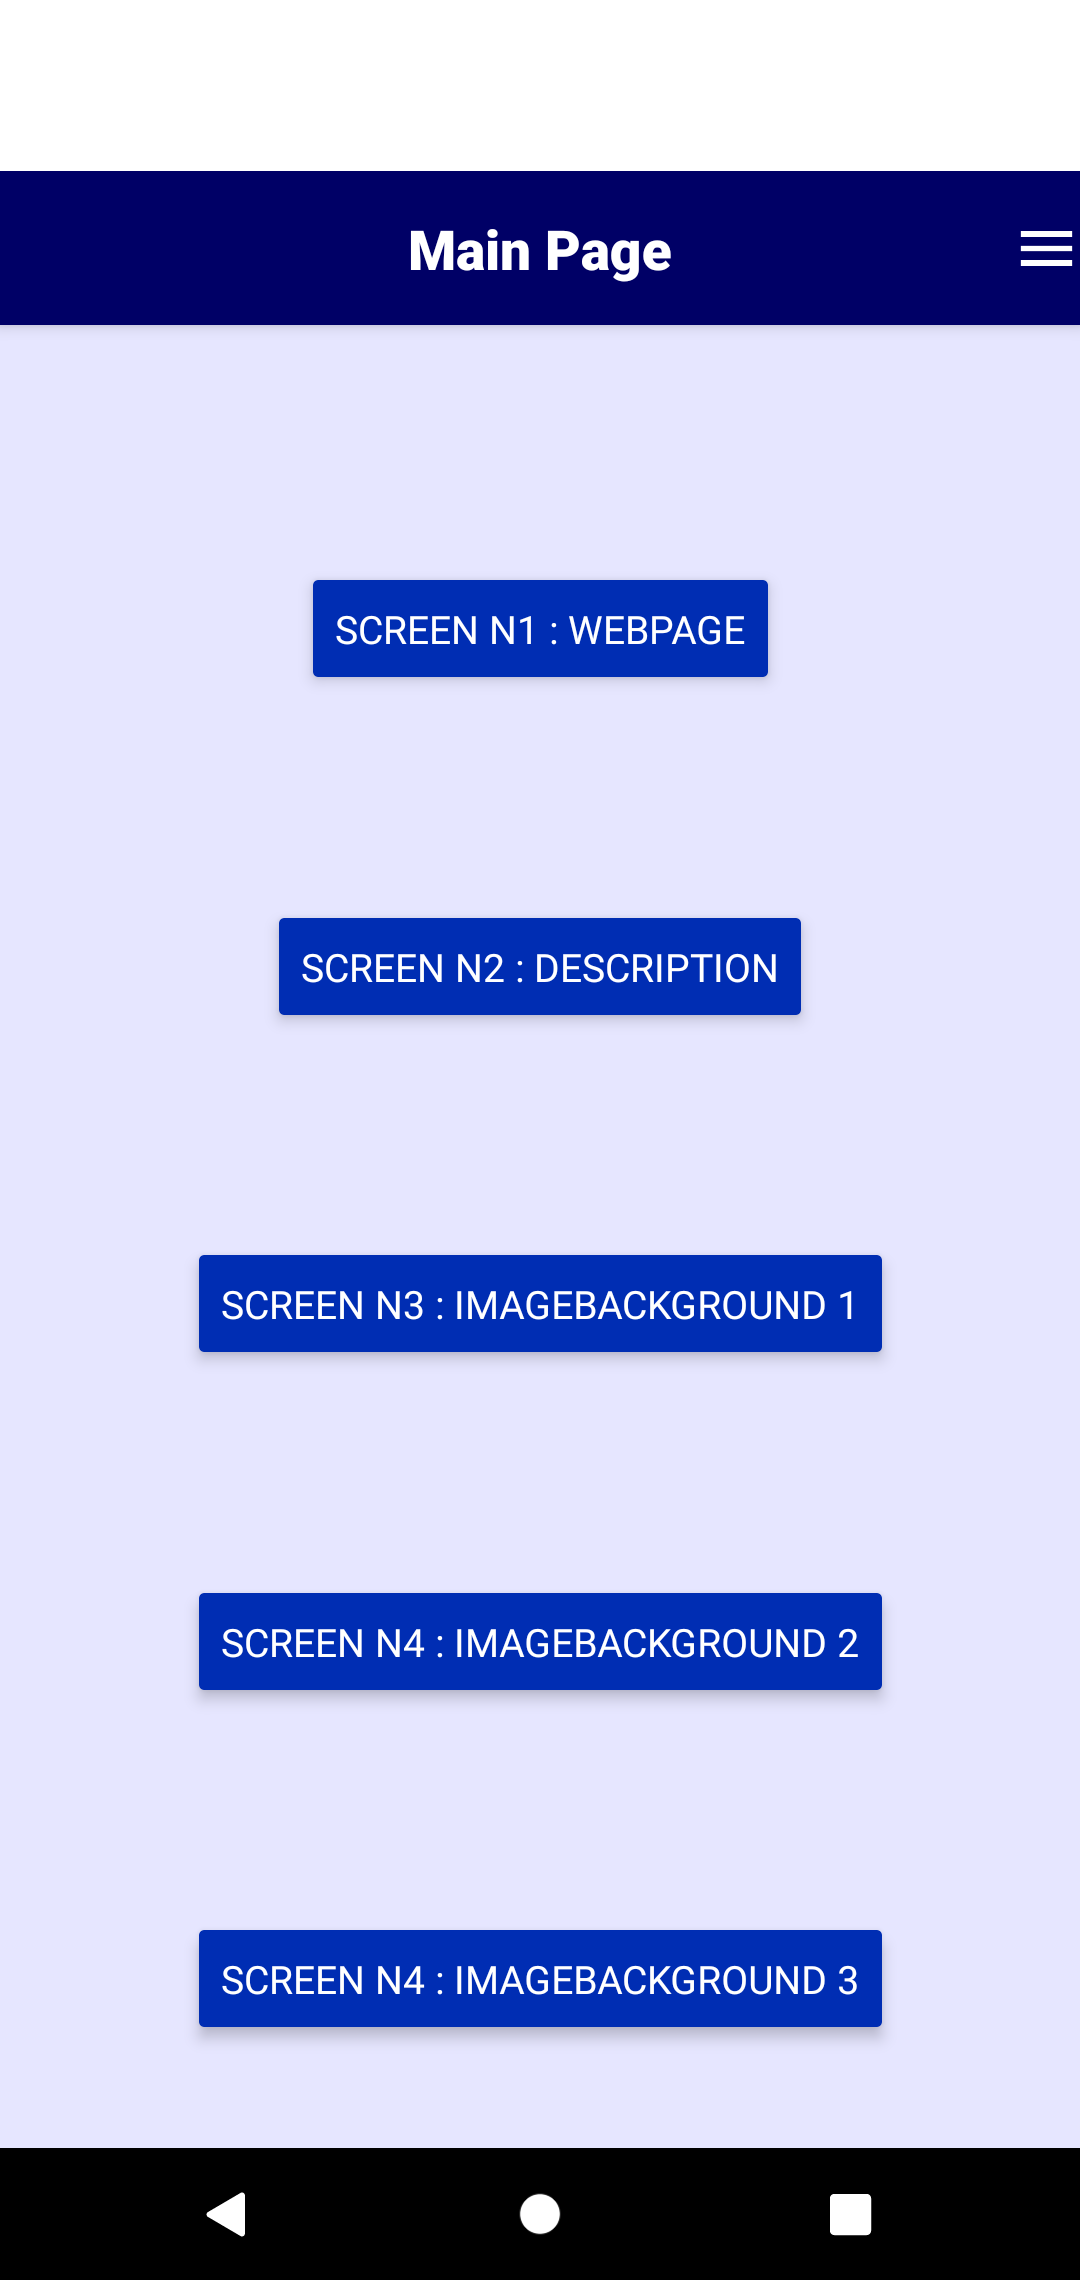 Main Page
SCREEN N1 : WEBPAGE
SCREEN N2 : DESCRIPTION
SCREEN N3 : IMAGEBACKGROUND 1
SCREEN N4 : IMAGEBACKGROUND 2
SCREEN N4 : IMAGEBACKGROUND 3